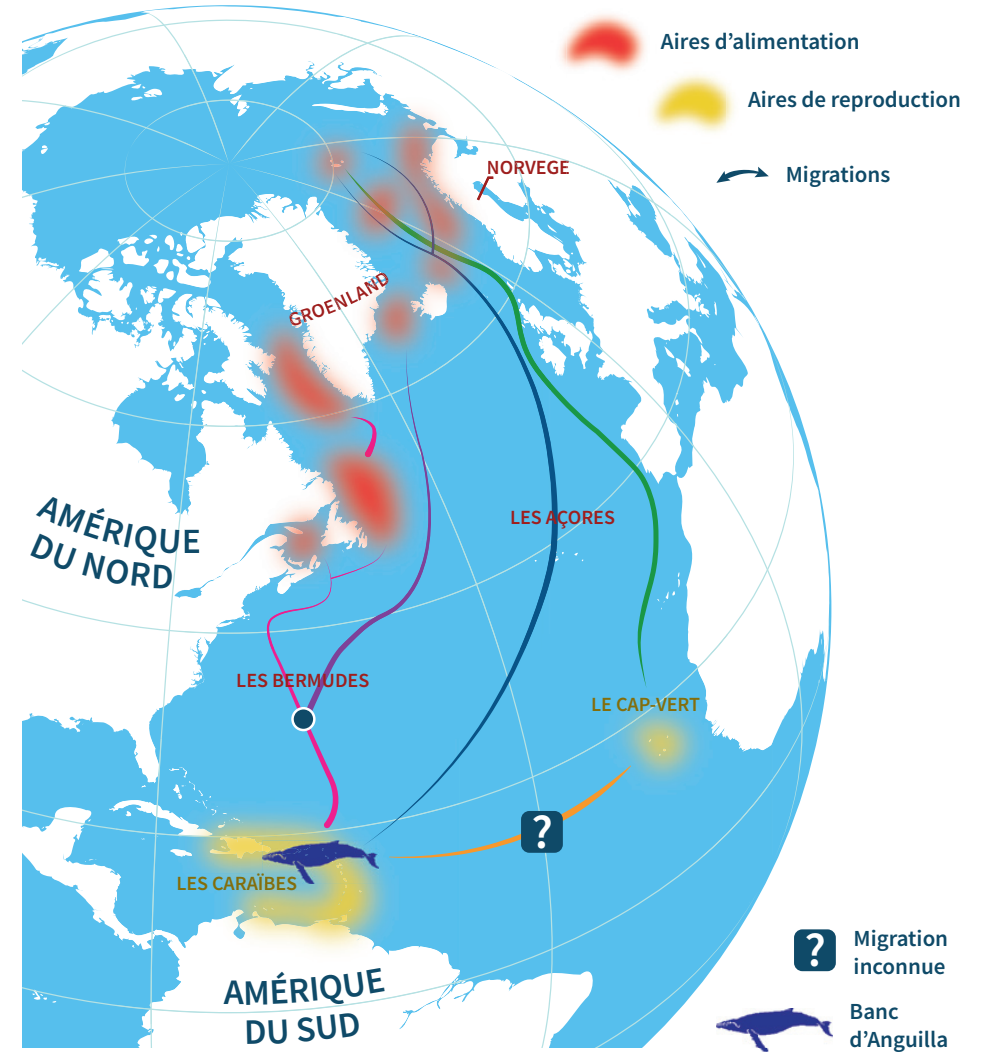 Aires d’alimentation
Aires de reproduction
Migrations
NORVEGE
GROENLAND
AMÉRIQUE
DU NORD
LES AÇORES
LES BERMUDES
LE CAP-VERT
?
LES CARAÏBES
AMÉRIQUE
DU SUD
?
Migration
inconnue
Banc
d’Anguilla